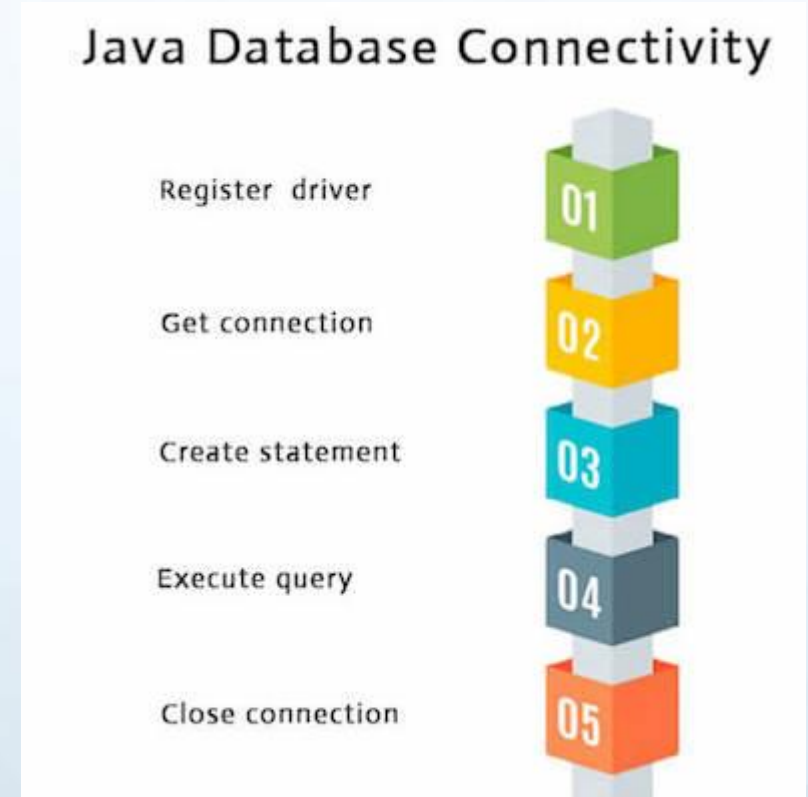 Java Database Connectivity
Register driver
01
Get connection
02
Create statement
03
Execute query
04
Close connection
05